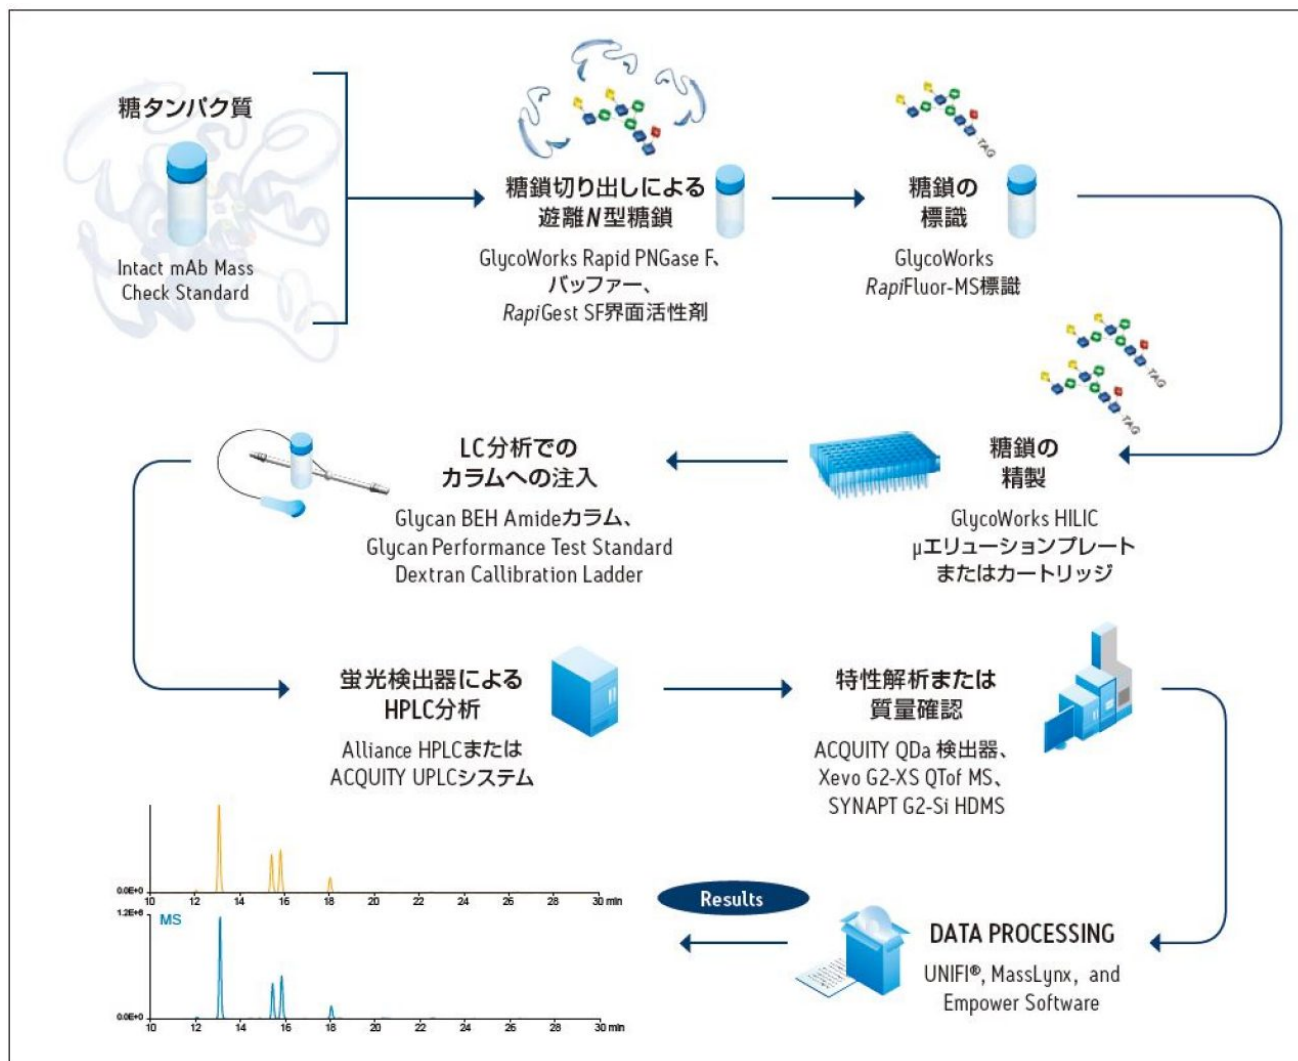 糖タンパク質
Intact mAb Mass
Check Standard
糖鎖切り出しによる
遊離N型糖鎖
GlycoWorks Rapid PNGase F、
バッファー、
RapiGest SF界面活性剤
TAG
糖鎖の
標識
GlycoWorks
RapiFluor-MS標識
TAG
TAG
糖鎖の
精製
GlycoWorks HILIC
μエリューションプレート
またはカートリッジ
LC分析での
カラムへの注入
Glycan BEH Amideカラム、
Glycan Performance Test Standard
Dextran Callibration Ladder
蛍光検出器による
HPLC分析
Alliance HPLCまたは
ACQUITY UPLCシステム
特性解析または
質量確認
ACQUITY QDa 検出器、
Xevo G2-XS QTof MS、
SYNAPT G2-Si HDMS
DATA PROCESSING
UNIFI®, MassLynx, and
Empower Software
Results
0.0E+0
10 12 14 16 18 20 22 24 26 28 30 min
1.2E+6
MS
0.0E+0
10 12 14 16 18 20 22 24 26 28 30 min